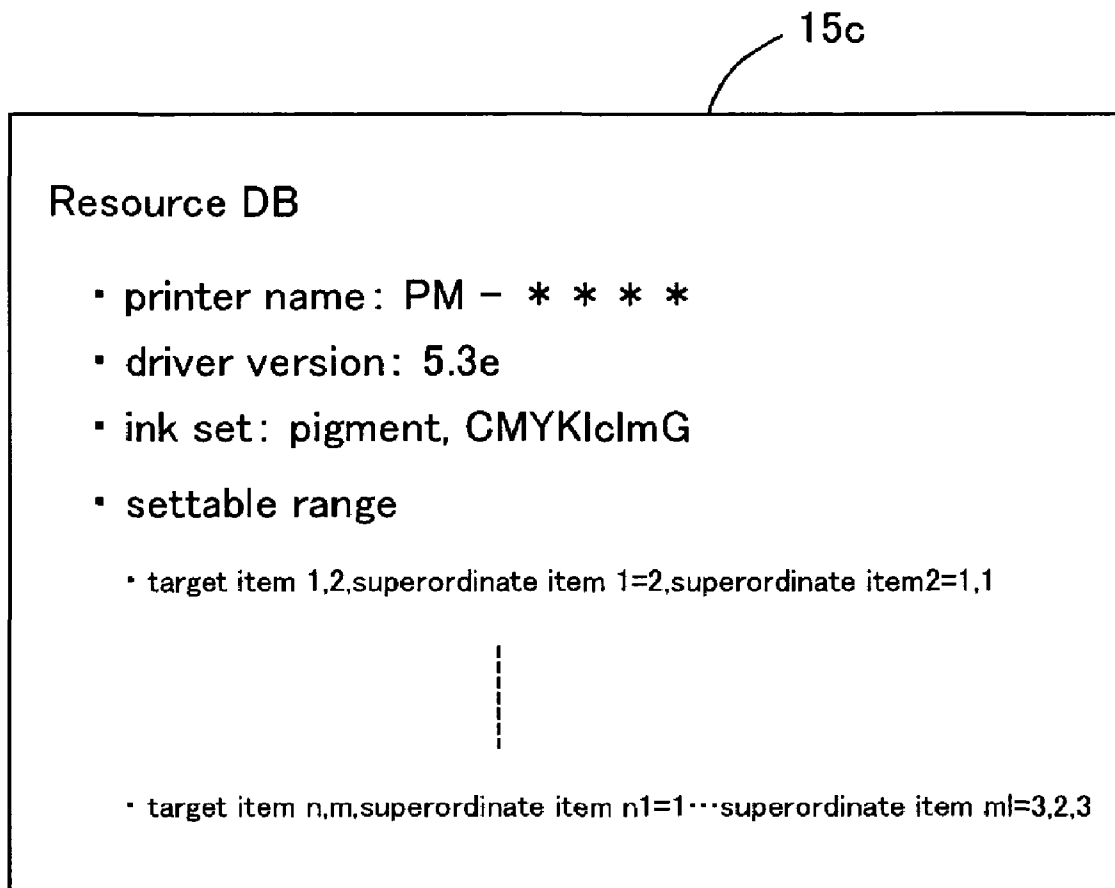 15c
Resource DB
・printer name: PM − ＊＊＊＊
・driver version: 5.3e
・ink set: pigment, CMYKlclmG
・settable range
・target item 1,2,superordinate item 1=2,superordinate item2=1,1
・target item n,m,superordinate item n1=1⋯superordinate item ml=3,2,3